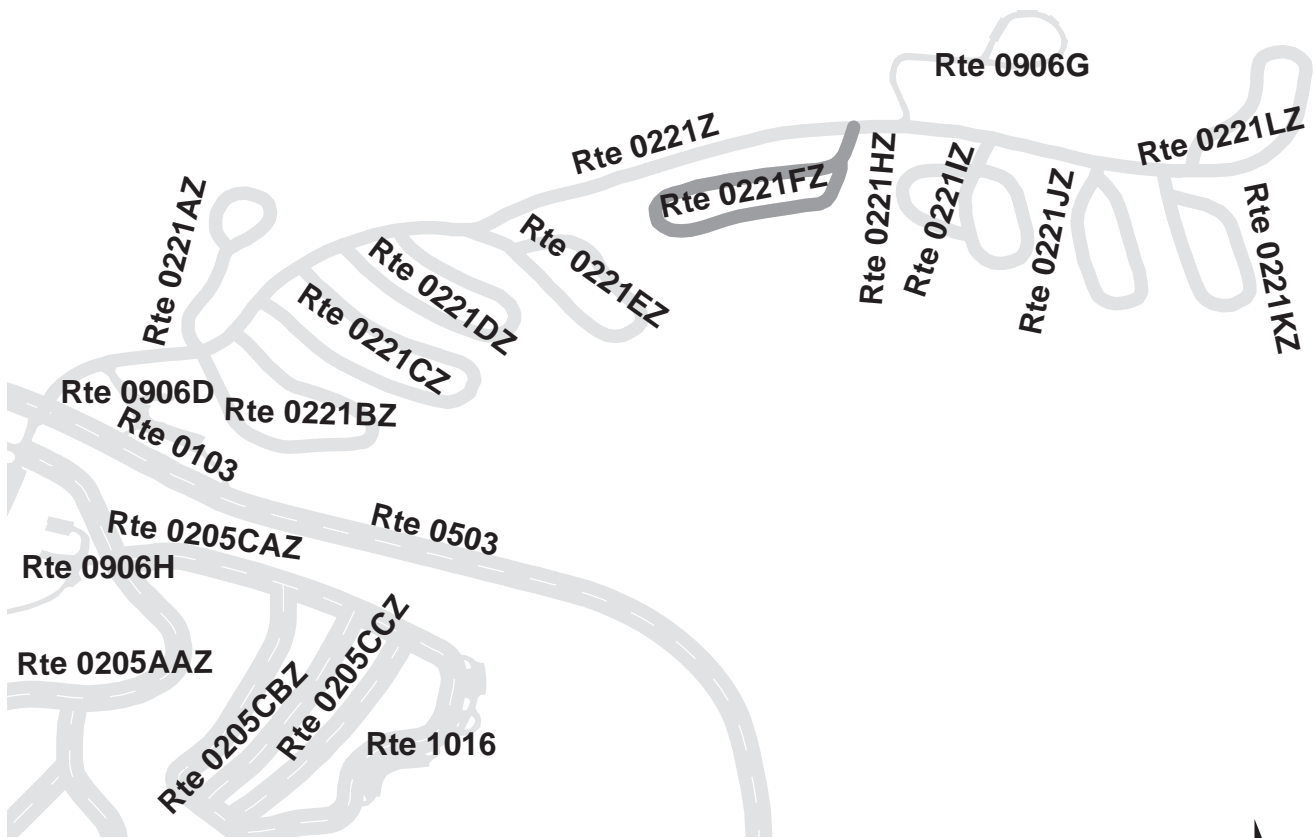 Rte 0906G
Rte 0221Z
Rte 0221LZ
Rte 0221HZ
Rte 0221IZ
Rte 0221FZ
Rte 0221AZ
Rte 0221JZ
Rte 0221KZ
Rte 0221EZ
Rte 0221DZ
Rte 0221CZ
Rte 0906D
Rte 0221BZ
Rte 0103
Rte 0205CAZ
Rte 0503
Rte 0906H
Rte 0205AAZ
Rte 0205CBZ
Rte 0205CCZ
Rte 1016